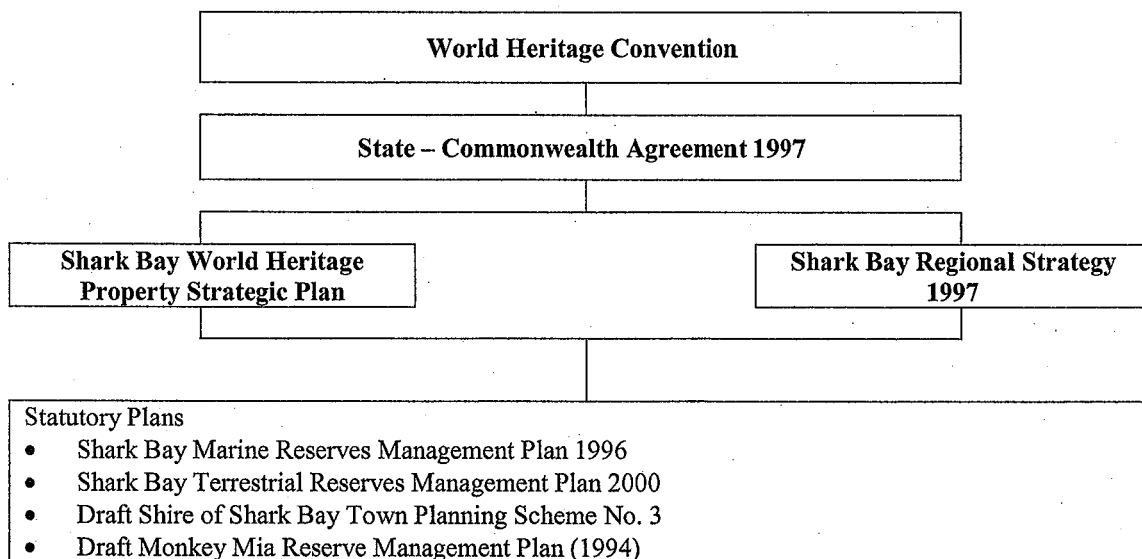 World Heritage Convention
State – Commonwealth Agreement 1997
Shark Bay World Heritage
Property Strategic Plan
Shark Bay Regional Strategy
1997
Statutory Plans
• Shark Bay Marine Reserves Management Plan 1996
• Shark Bay Terrestrial Reserves Management Plan 2000
• Draft Shire of Shark Bay Town Planning Scheme No. 3
• Draft Monkey Mia Reserve Management Plan (1994)